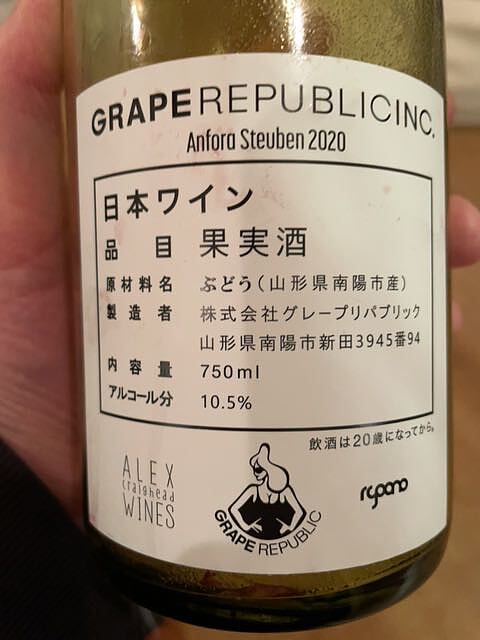 GRAPEREPUBLICINC.
Anfora Steuben 2020
日本ワイン
品目 果実酒
原材料名 ぶどう(山形県南陽市産)
製造者 株式会社グレープリパブリック
山形県南陽市新田3945番94
内容量 750ml
アルコール分 10.5%
飲酒は20歳になってから。
ALEX
craighead
WINES
GRAPE REPUBLIC